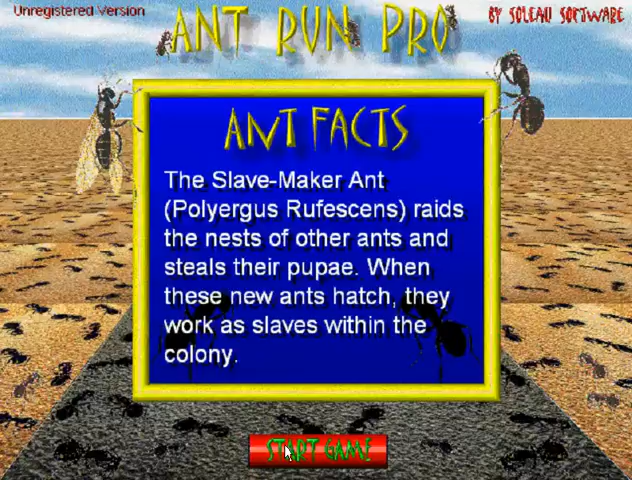 Unregistered Version
ANT RUN PRO
BY SOLEAU SOFTWARE
ANT FACTS
The Slave-Maker Ant
(Polyergus Rufescens) raids
the nests of other ants and
steals their pupae. When
these new ants hatch, they
work as slaves within the
colony.
START GAME